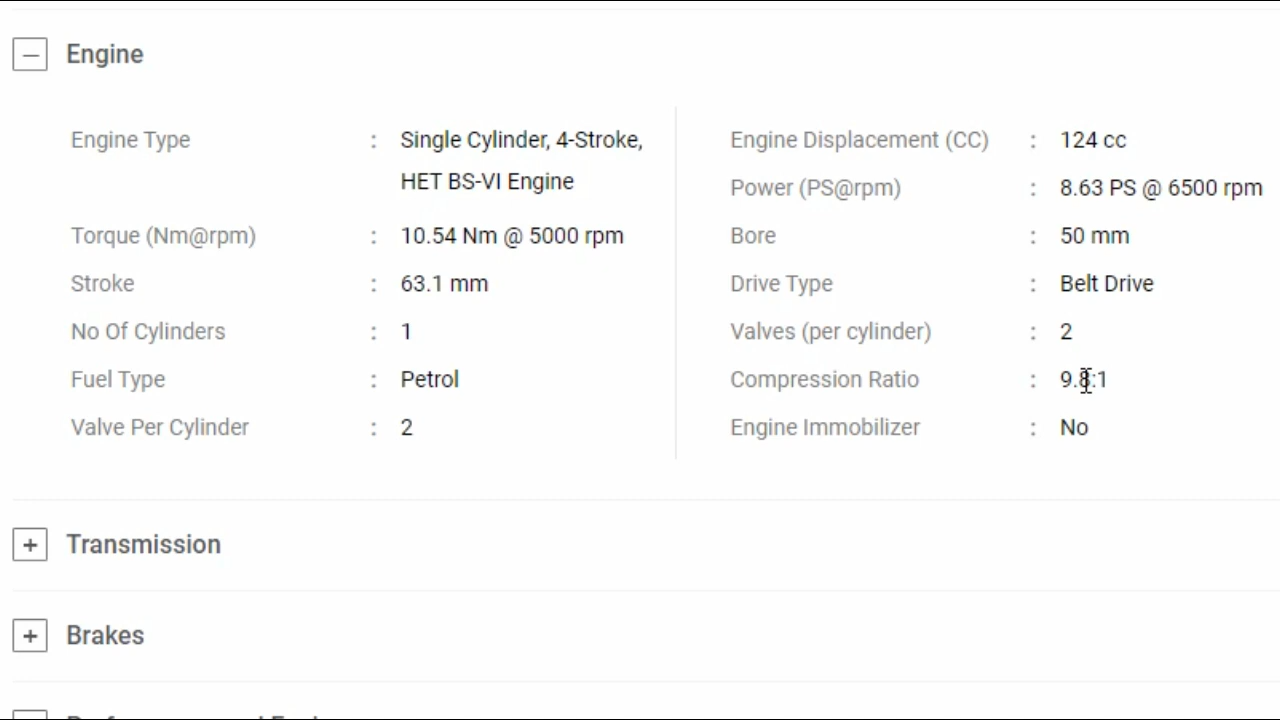 Engine
Engine Type : Single Cylinder, 4-Stroke,
HET BS-VI Engine
Torque (Nm@rpm) : 10.54 Nm @ 5000 rpm
Stroke : 63.1 mm
No Of Cylinders : 1
Fuel Type : Petrol
Valve Per Cylinder : 2
Engine Displacement (CC) : 124 cc
Power (PS@rpm) : 8.63 PS @ 6500 rpm
Bore : 50 mm
Drive Type : Belt Drive
Valves (per cylinder) : 2
Compression Ratio :
Engine Immobilizer : No
Transmission
Brakes